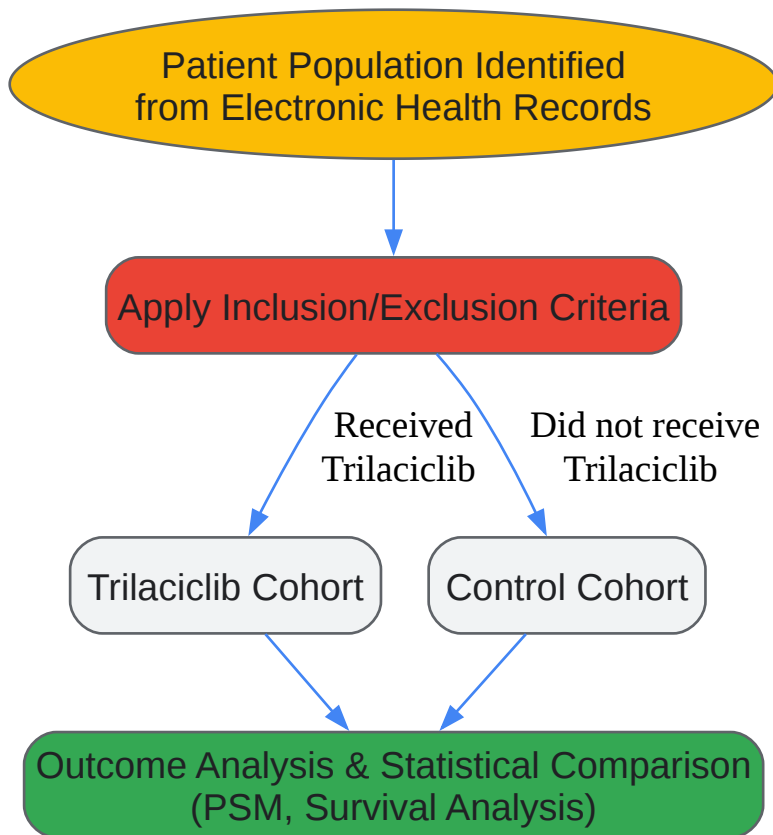 Patient Population Identified
from Electronic Health Records
Apply Inclusion/Exclusion Criteria
Received
Trilaciclib
Did not receive
Trilaciclib
Trilaciclib Cohort
Control Cohort
Outcome Analysis & Statistical Comparison
(PSM, Survival Analysis)